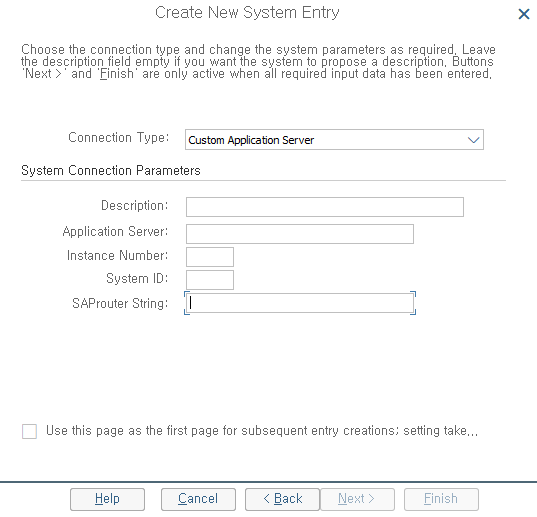 Create New System Entry
Choose the connection type and change the system parameters as required. Leave
the description field empty if you want the system to propose a description. Buttons
'Next >' and 'Finish' are only active when all required input data has been entered.
Connection Type:
Custom Application Server
System Connection Parameters
Description:
Application Server:
Instance Number:
System ID:
SAProuter String:
Use this page as the first page for subsequent entry creations; setting take...
Help
Cancel
< Back
Next >
Finish